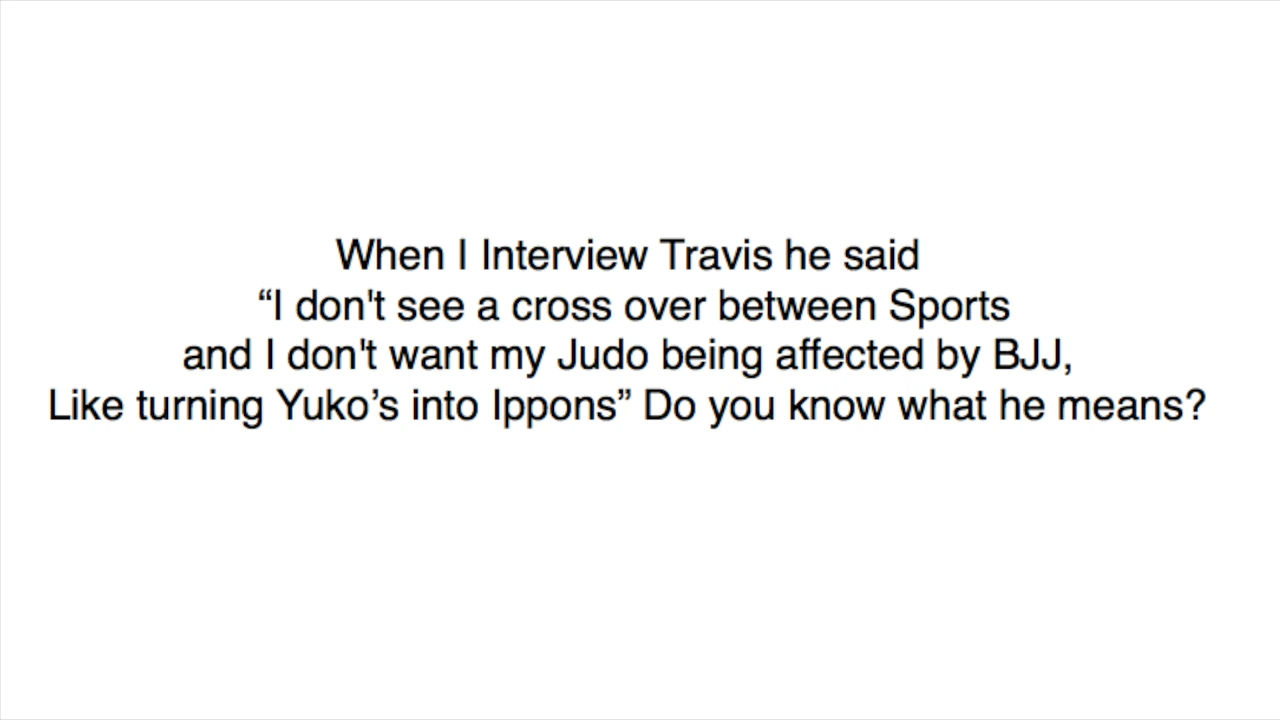 When I Interview Travis he said
“I don't see a cross over between Sports
and I don't want my Judo being affected by BJJ,
Like turning Yuko’s into Ippons” Do you know what he means?